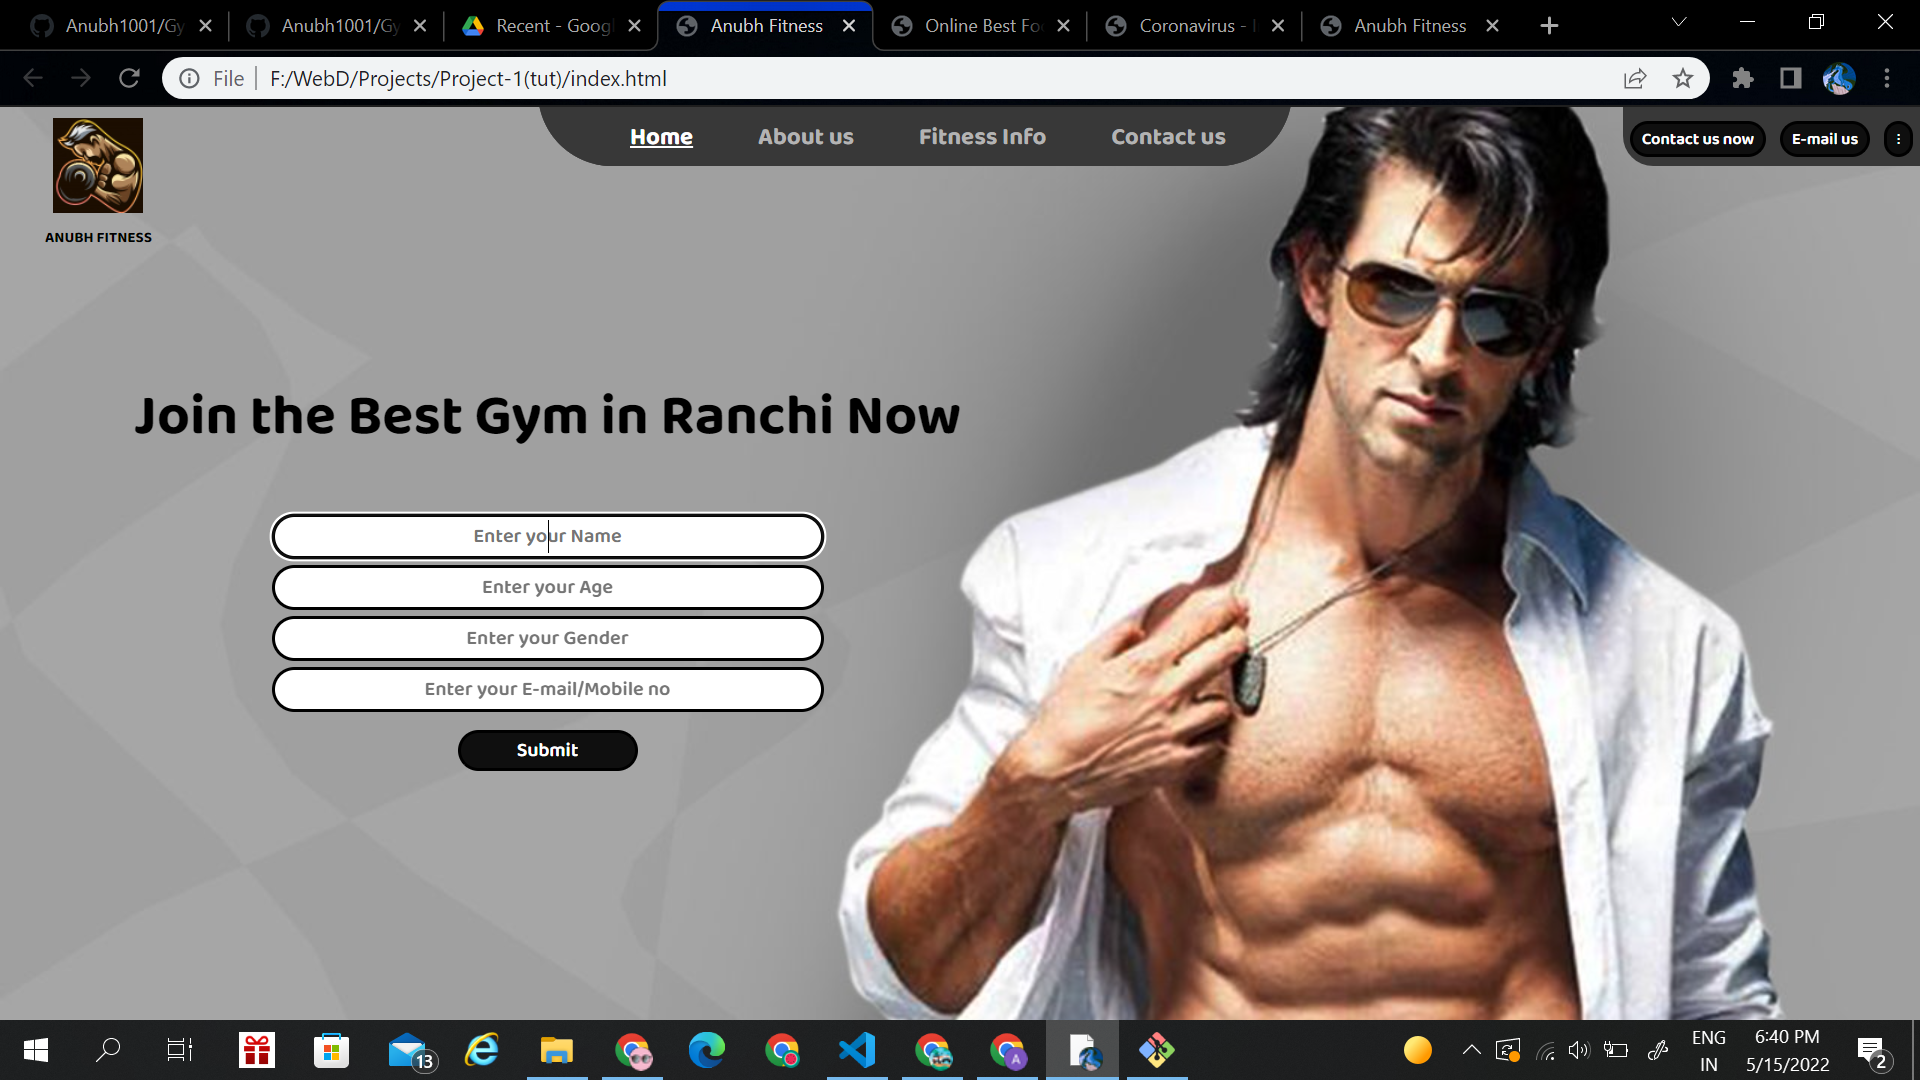 Anubh1001/Gy
Anubh1001/Gy
Recent - Goog
Anubh Fitness
Online Best Fo
Coronavirus -
Anubh Fitness
File
F:/WebD/Projects/Project-1(tut)/index.html
Home
About us
Fitness Info
Contact us
Contact us now
E-mail us
ANUBH FITNESS
Join the Best Gym in Ranchi Now
Enter your Name
Enter your Age
Enter your Gender
Enter your E-mail/Mobile no
Submit
13
A
ENG
IN
6:40 PM
5/15/2022
2